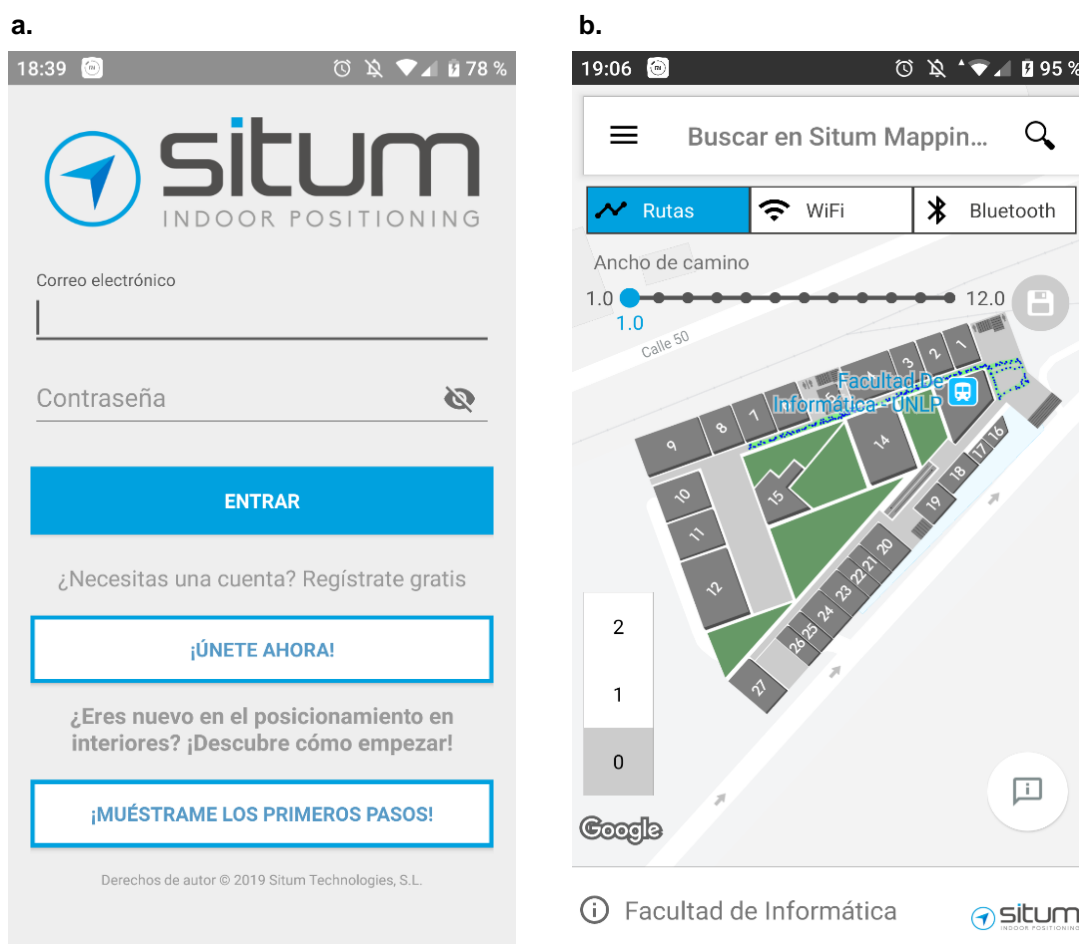 a.
18:39
78 %
situm
INDOOR POSITIONING
Correo electrónico
Contraseña
ENTRAR
¿Necesitas una cuenta? Regístrate gratis
¡ÚNETE AHORA!
¿Eres nuevo en el posicionamiento en
interiores? ¡Descubre cómo empezar!
¡MUÉSTRAME LOS PRIMEROS PASOS!
Derechos de autor © 2019 Situm Technologies, S.L.
b.
19:06
95 %
Buscar en Situm Mappin...
Rutas
WiFi
Bluetooth
Ancho de camino
1.0
12.0
1.0
Calle 50
1
2
3
Facultad De
Informática - UNLP
7
8
9
14
10
15
11
12
16
17
18
19
20
21
22
23
24
25
26
27
2
1
0
Google
Facultad de Informática
situm
INDOOR POSITIONING